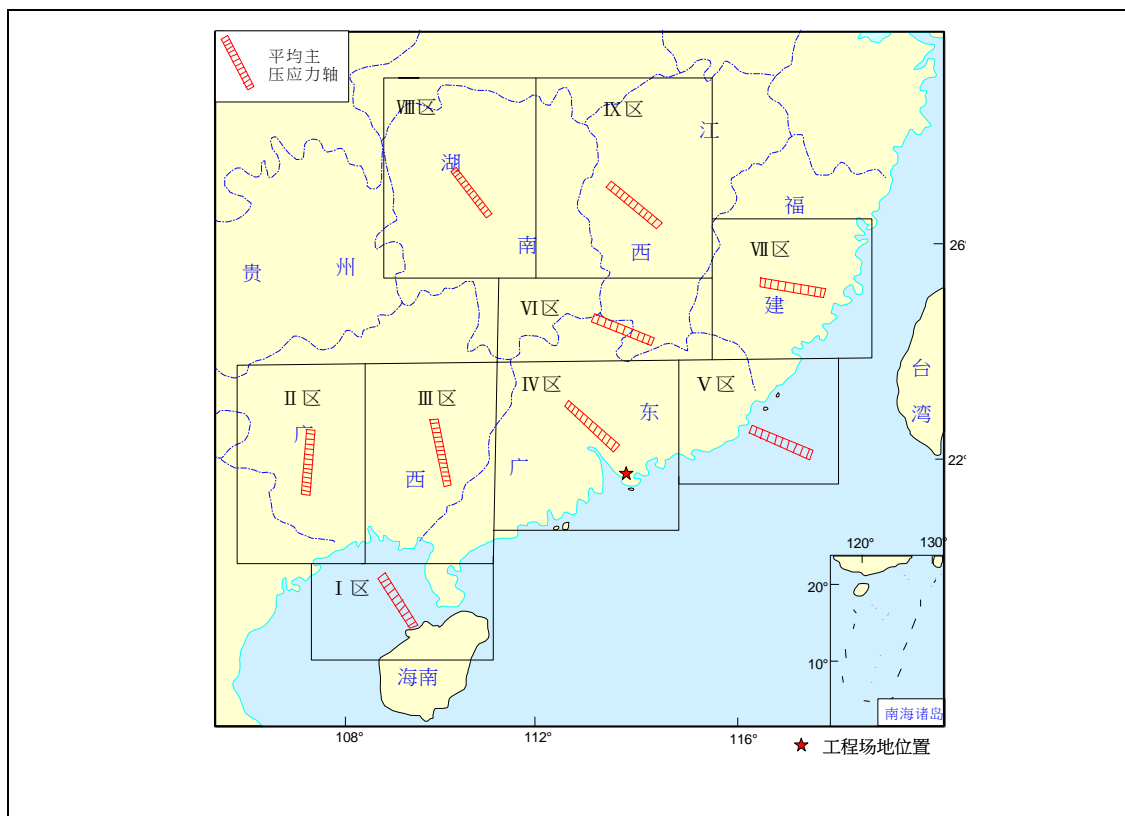 平均主
压应力轴
Ⅷ区
Ⅸ区
江
湖
福
南
西
26°
Ⅶ区
贵
州
建
Ⅵ区
台
湾
Ⅱ区
Ⅲ区
Ⅳ区
Ⅴ区
广
东
西
广
22°
120°
130°
20°
Ⅰ区
10°
海南
南海诸岛
108°
112°
116°
工程场地位置